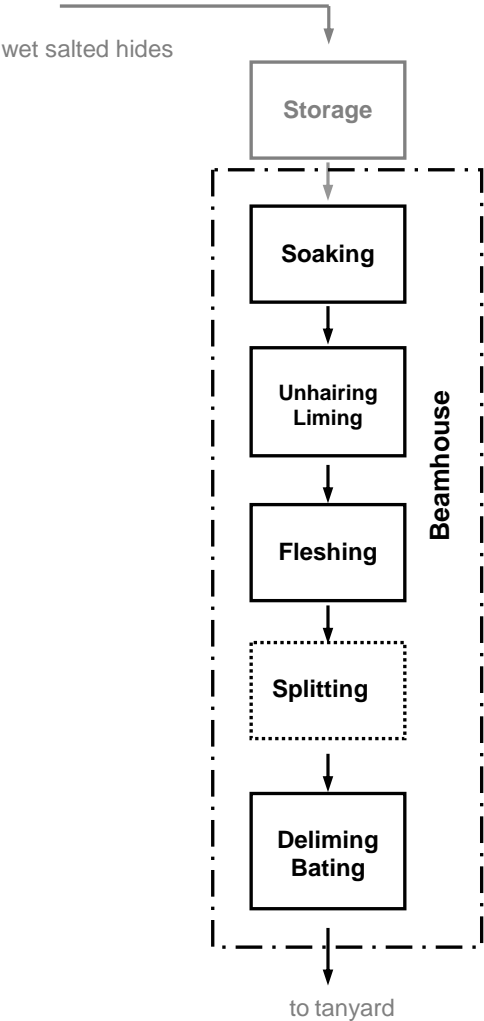 wet salted hides
Storage
Soaking
Unhairing
Liming
Beamhouse
Fleshing
Splitting
Deliming
Bating
to tanyard